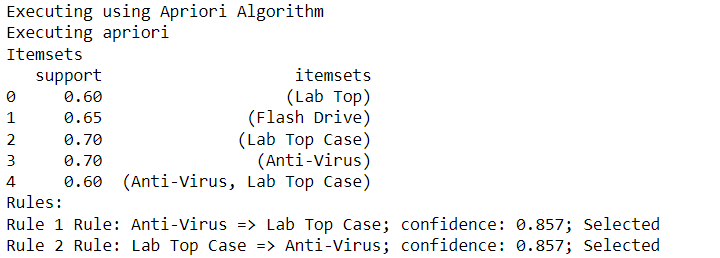 Executing using Apriori Algorithm
Executing apriori
Itemsets
   support                    itemsets
0     0.60                   (Lab Top)
1     0.65               (Flash Drive)
2     0.70              (Lab Top Case)
3     0.70                (Anti-Virus)
4     0.60  (Anti-Virus, Lab Top Case)
Rules:
Rule 1 Rule: Anti-Virus => Lab Top Case; confidence: 0.857; Selected
Rule 2 Rule: Lab Top Case => Anti-Virus; confidence: 0.857; Selected